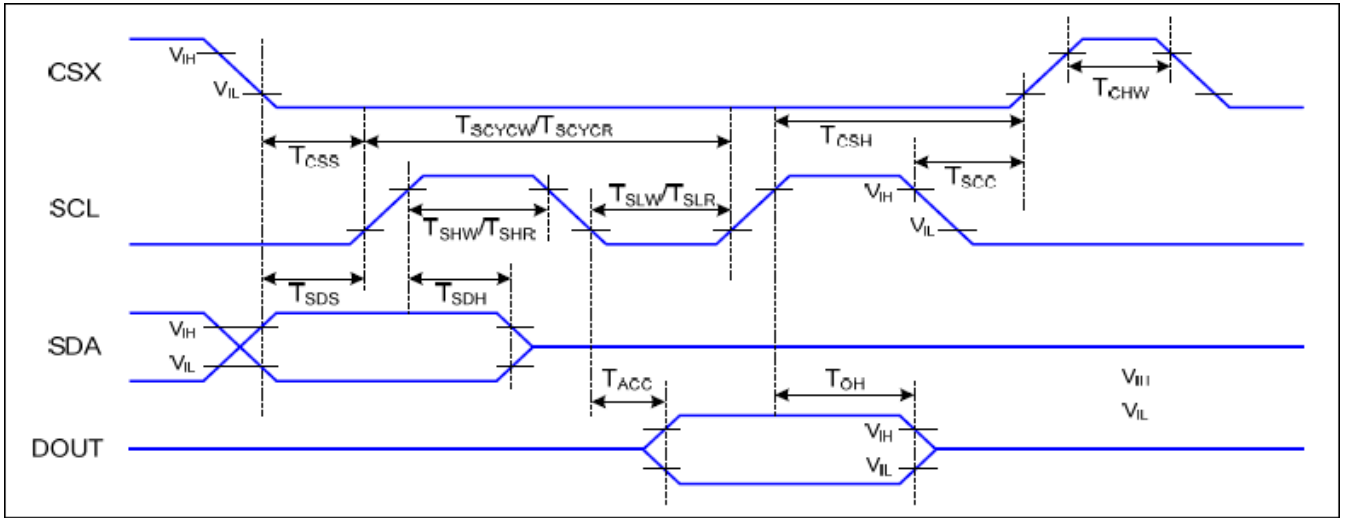 CSX
VIH
VIL
TCHW
TSCYCW/TSCYCR
TCSS
TCSH
TSCC
SCL
TSLW/TSLR
VIH
TSHW/TSHR
VIL
TSDS
TSDH
SDA
VIH
VIL
TACC
TOH
VIH
VIL
DOUT
VIH
VIL